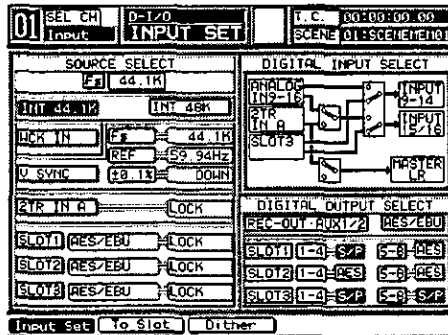 01 SEL CH Input D-I/O INPUT SET T.C. 00:00:00.00
SCENE 01:SCENEMEM01
SOURCE SELECT
Fs 44.1K
INT 44.1K INT 48K
WCK IN Fs 44.1K
REF 59.94Hz
V SYNC ±0.1% DOWN
2TR IN A LOCK
SLOT1 AES/EBU LOCK
SLOT2 AES/EBU LOCK
SLOT3 AES/EBU LOCK
DIGITAL INPUT SELECT
ANALOG IN9-16
2TR IN A
SLOT3
INPUT 9-14
INPUT 15/16
MASTER LR
DIGITAL OUTPUT SELECT
REC-OUT AUX1/2 AES/EBU
SLOT1 1-4 S/P 5-8 AES
SLOT2 1-4 AES 5-8 AES
SLOT3 1-4 S/P 5-8 S/P
Input Set To Slot Dither